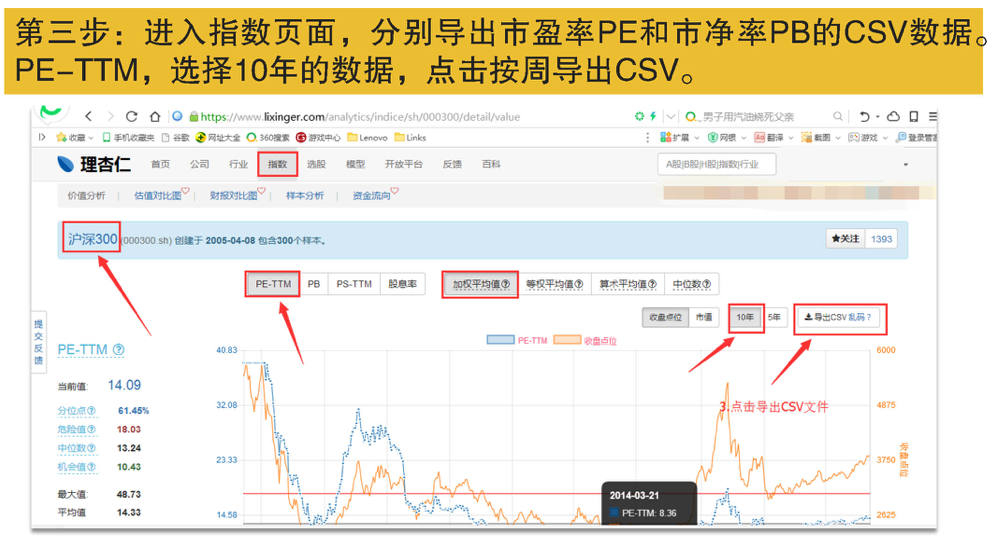 第三步：进入指数页面，分别导出市盈率PE和市净率PB的CSV数据。
PE-TTM，选择10年的数据，点击按周导出CSV。
https://www.lixinger.com/analytics/indice/sh/000300/detail/value
男子用汽油烧死父亲
收藏 手机收藏夹 谷歌 网址大全 360搜索 游戏中心 Lenovo Links 扩展 网银 翻译 截图 游戏 登录管家
理杏仁 首页 公司 行业 指数 选股 模型 开放平台 反馈 百科 A股|B股|H股|指数|行业
价值分析 估值对比图 财报对比图 样本分析 资金流向
沪深300 (000300.sh) 创建于 2005-04-08 包含300个样本。 ★关注 1393
PE-TTM PB PS-TTM 股息率 加权平均值 等权平均值 算术平均值 中位数
收盘点位 市值 10年 5年 导出CSV 乱码？
提交反馈
PE-TTM
当前值: 14.09
分位点 61.45%
危险值 18.03
中位数 13.24
机会值 10.43
最大值: 48.73
平均值 14.33
PE-TTM 收盘点位
40.83
32.08
23.33
14.58
6000
4875
3750
2625
收盘点位
3.点击导出CSV文件
2014-03-21
PE-TTM: 8.36